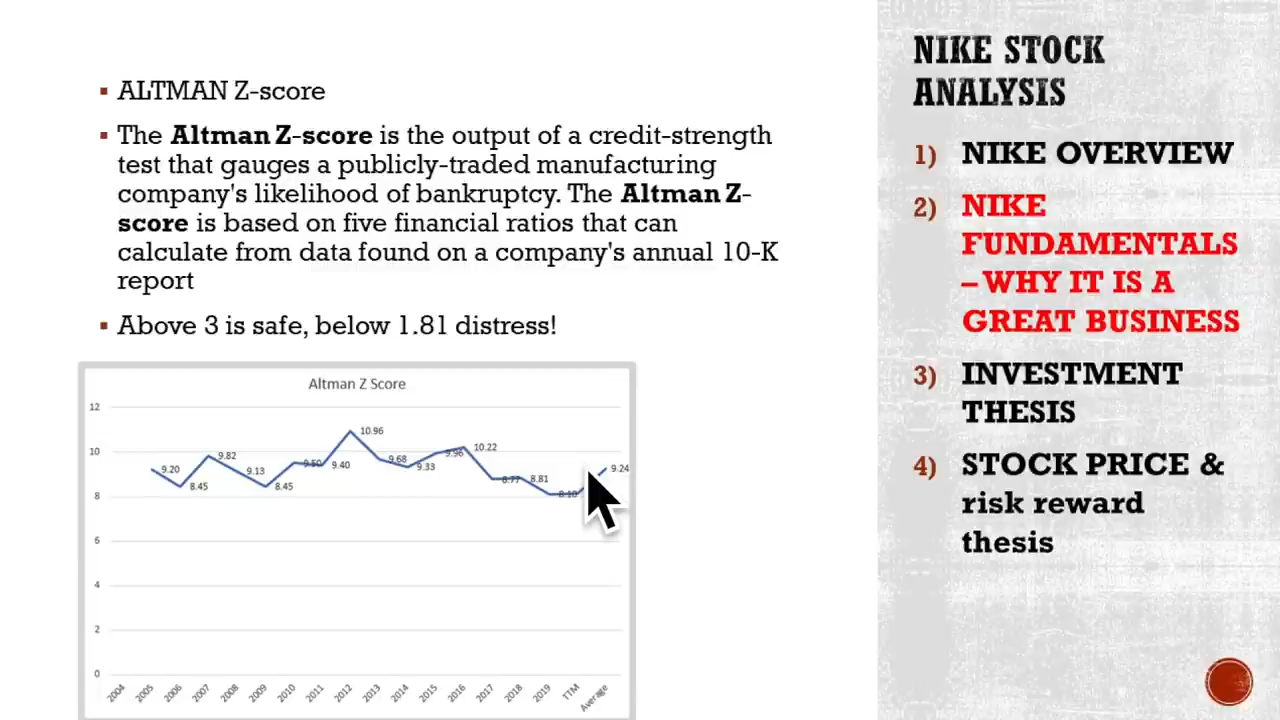 ALTMAN Z-score
The Altman Z-score is the output of a credit-strength
test that gauges a publicly-traded manufacturing
company's likelihood of bankruptcy. The Altman Z-
score is based on five financial ratios that can
calculate from data found on a company's annual 10-K
report
Above 3 is safe, below 1.81 distress!
Altman Z Score
12
10
8
6
4
2
0
9.20
8.45
9.82
9.13
8.45
9.50
9.40
10.96
9.68
9.33
9.96
10.22
8.77
8.81
8.10
9.24
2004
2005
2006
2007
2008
2009
2010
2011
2012
2013
2014
2015
2016
2017
2018
2019
TTM
Average
NIKE STOCK
ANALYSIS
1) NIKE OVERVIEW
2) NIKE
FUNDAMENTALS
– WHY IT IS A
GREAT BUSINESS
3) INVESTMENT
THESIS
4) STOCK PRICE &
risk reward
thesis